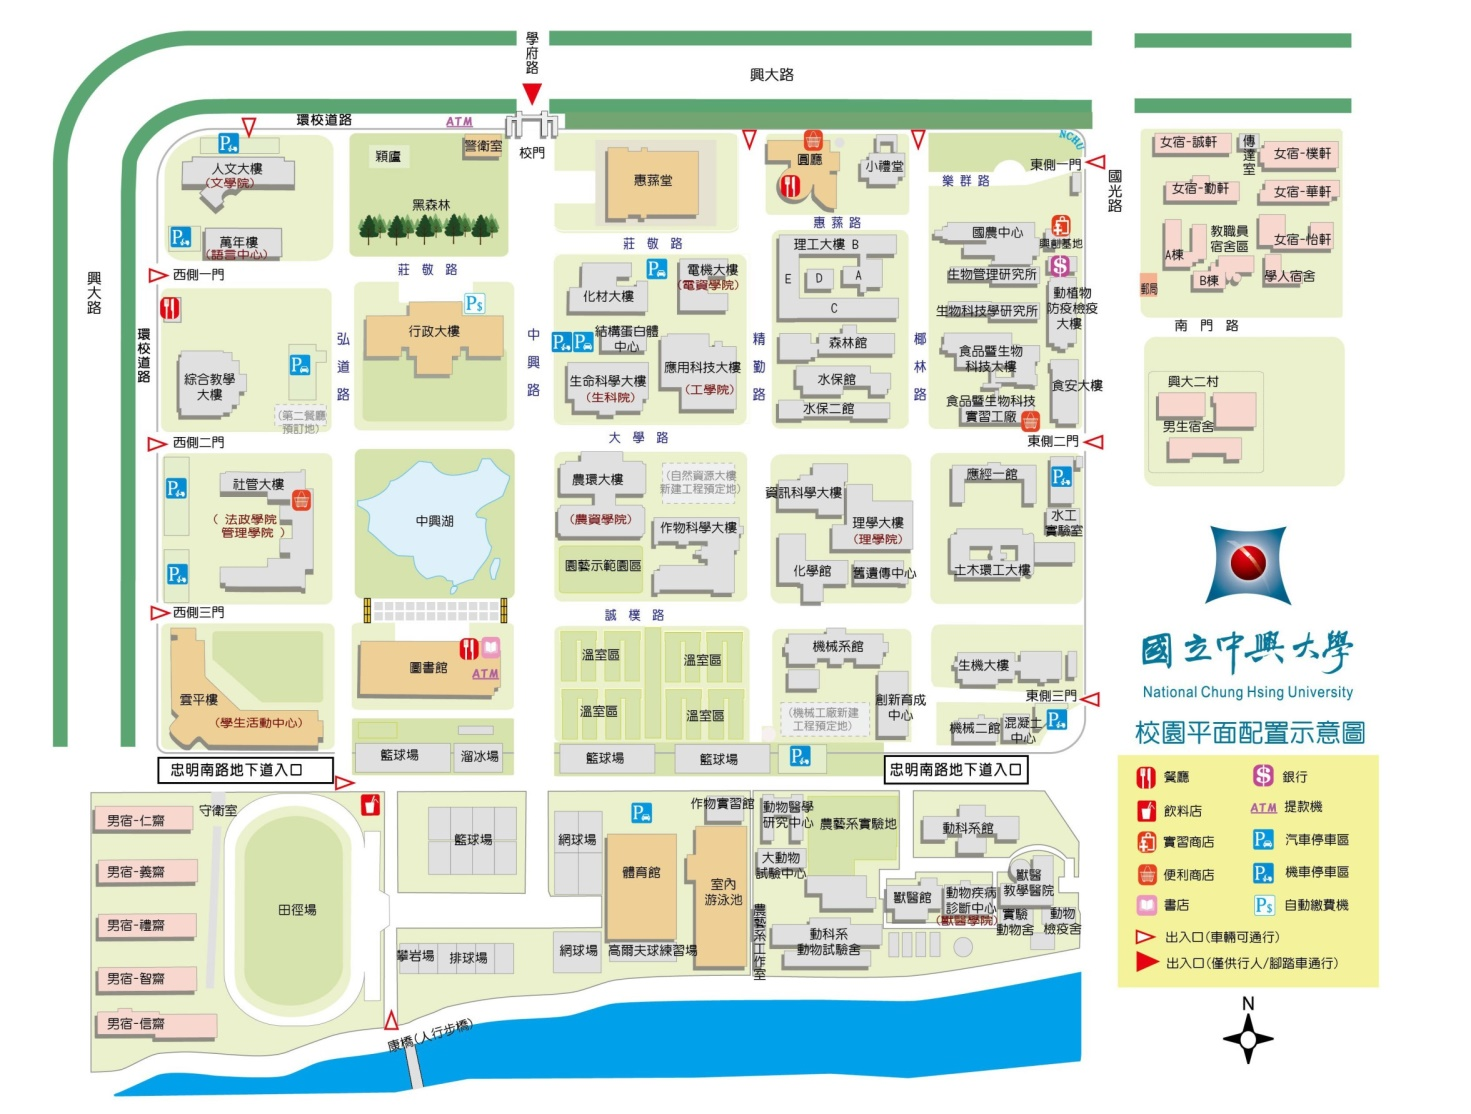 學府路
興大路
環校道路
ATM
校門
警衛室
穎廬
黑森林
人文大樓
(文學院)
萬年樓
(語言中心)
西側一門
興大路
環校道路
莊敬路
惠蓀堂
莊敬路
圓廳
小禮堂
惠蓀路
樂群路
NCHU
東側一門
國光路
女宿-誠軒
傳達室
女宿-樸軒
女宿-勤軒
女宿-華軒
教職員
宿舍區
女宿-怡軒
A棟
B棟
學人宿舍
郵局
南門路
興大二村
男生宿舍
綜合教學
大樓
(第二餐廳
預訂地)
弘道路
行政大樓
中興路
化材大樓
電機大樓
(電資學院)
結構蛋白體
中心
生命科學大樓
(生科院)
應用科技大樓
(工學院)
精勤路
理工大樓 B
E
D
A
C
森林館
水保館
水保二館
椰林路
國農中心
興創基地
生物管理研究所
生物科技學研究所
動植物
防疫檢疫
大樓
食品暨生物
科技大樓
食安大樓
食品暨生物科技
實習工廠
西側二門
大學路
東側二門
社管大樓
(法政學院
管理學院)
中興湖
農環大樓
(農資學院)
(自然資源大樓
新建工程預定地)
作物科學大樓
園藝示範園區
資訊科學大樓
理學大樓
(理學院)
化學館
舊遺傳中心
應經一館
水工
實驗室
土木環工大樓
西側三門
誠樸路
雲平樓
(學生活動中心)
圖書館
ATM
溫室區
溫室區
溫室區
溫室區
機械系館
(機械工廠新建
工程預定地)
創新育成
中心
生機大樓
東側三門
機械二館
混凝土
中心
籃球場
溜冰場
籃球場
籃球場
忠明南路地下道入口
忠明南路地下道入口
守衛室
男宿-仁齋
男宿-義齋
男宿-禮齋
男宿-智齋
男宿-信齋
田徑場
籃球場
攀岩場
排球場
網球場
網球場
體育館
高爾夫球練習場
室內
游泳池
作物實習館
動物醫學
研究中心
大動物
試驗中心
農藝系實驗地
農藝系工作室
動科系
動物試驗舍
動科系館
獸醫館
動物疾病
診斷中心
(獸醫學院)
獸醫
教學醫院
實驗
動物舍
動物
檢疫舍
康橋(人行步橋)
國立中興大學
National Chung Hsing University
校園平面配置示意圖
餐廳
銀行
飲料店
ATM 提款機
實習商店
汽車停車區
便利商店
機車停車區
書店
P$ 自動繳費機
出入口(車輛可通行)
出入口(僅供行人/腳踏車通行)
N